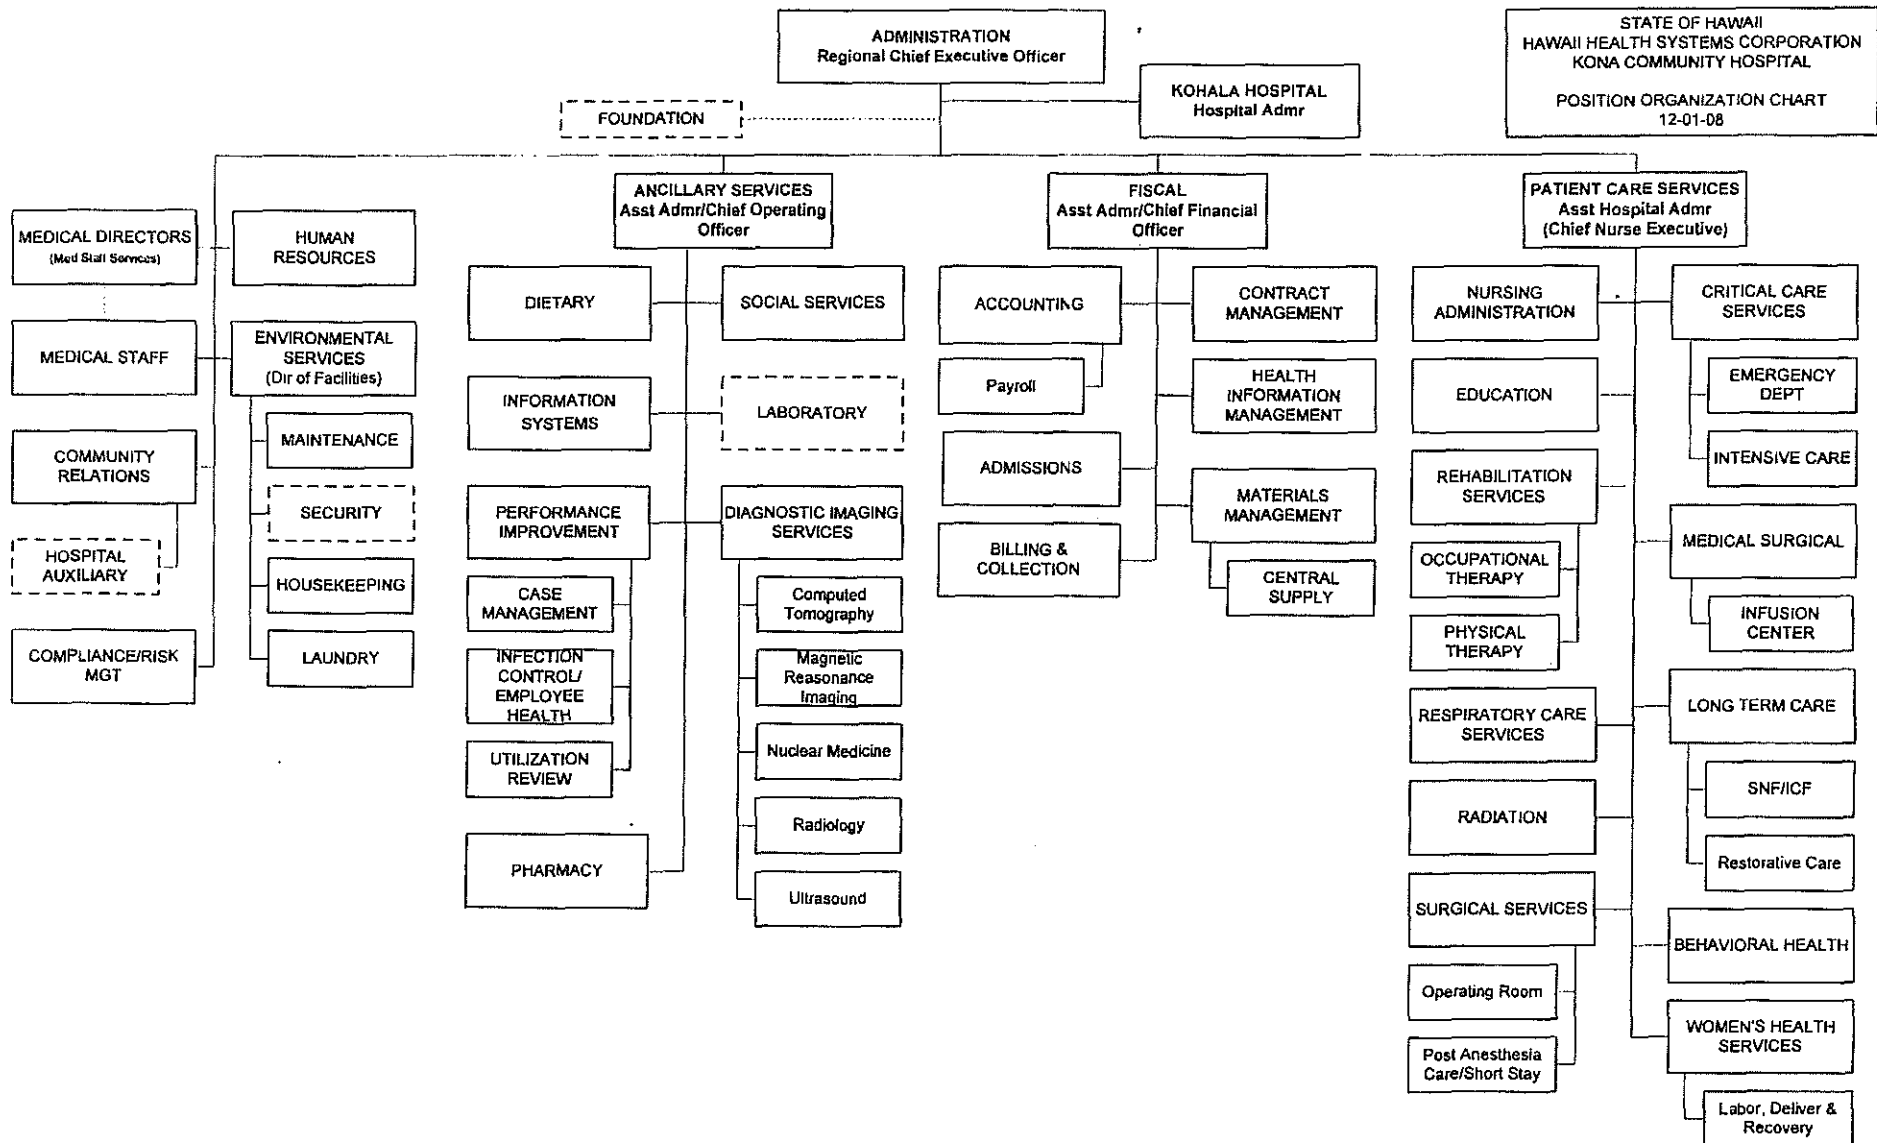 ADMINISTRATION
Regional Chief Executive Officer
STATE OF HAWAII
HAWAII HEALTH SYSTEMS CORPORATION
KONA COMMUNITY HOSPITAL
POSITION ORGANIZATION CHART
12-01-08
KOHALA HOSPITAL
Hospital Admr
FOUNDATION
MEDICAL DIRECTORS
(Med Staff Services)
HUMAN
RESOURCES
MEDICAL STAFF
ENVIRONMENTAL
SERVICES
(Dir of Facilities)
MAINTENANCE
COMMUNITY
RELATIONS
SECURITY
HOSPITAL
AUXILIARY
HOUSEKEEPING
COMPLIANCE/RISK
MGT
LAUNDRY
ANCILLARY SERVICES
Asst Admr/Chief Operating
Officer
DIETARY
SOCIAL SERVICES
INFORMATION
SYSTEMS
LABORATORY
PERFORMANCE
IMPROVEMENT
DIAGNOSTIC IMAGING
SERVICES
CASE
MANAGEMENT
Computed
Tomography
INFECTION
CONTROL/
EMPLOYEE
HEALTH
Magnetic
Reasonance
Imaging
UTILIZATION
REVIEW
Nuclear Medicine
Radiology
PHARMACY
Ultrasound
FISCAL
Asst Admr/Chief Financial
Officer
ACCOUNTING
CONTRACT
MANAGEMENT
Payroll
HEALTH
INFORMATION
MANAGEMENT
ADMISSIONS
MATERIALS
MANAGEMENT
BILLING &
COLLECTION
CENTRAL
SUPPLY
PATIENT CARE SERVICES
Asst Hospital Admr
(Chief Nurse Executive)
NURSING
ADMINISTRATION
CRITICAL CARE
SERVICES
EDUCATION
EMERGENCY
DEPT
REHABILITATION
SERVICES
INTENSIVE CARE
OCCUPATIONAL
THERAPY
MEDICAL SURGICAL
PHYSICAL
THERAPY
INFUSION
CENTER
RESPIRATORY CARE
SERVICES
LONG TERM CARE
RADIATION
SNF/ICF
Restorative Care
SURGICAL SERVICES
BEHAVIORAL HEALTH
Operating Room
WOMEN'S HEALTH
SERVICES
Post Anesthesia
Care/Short Stay
Labor, Deliver &
Recovery